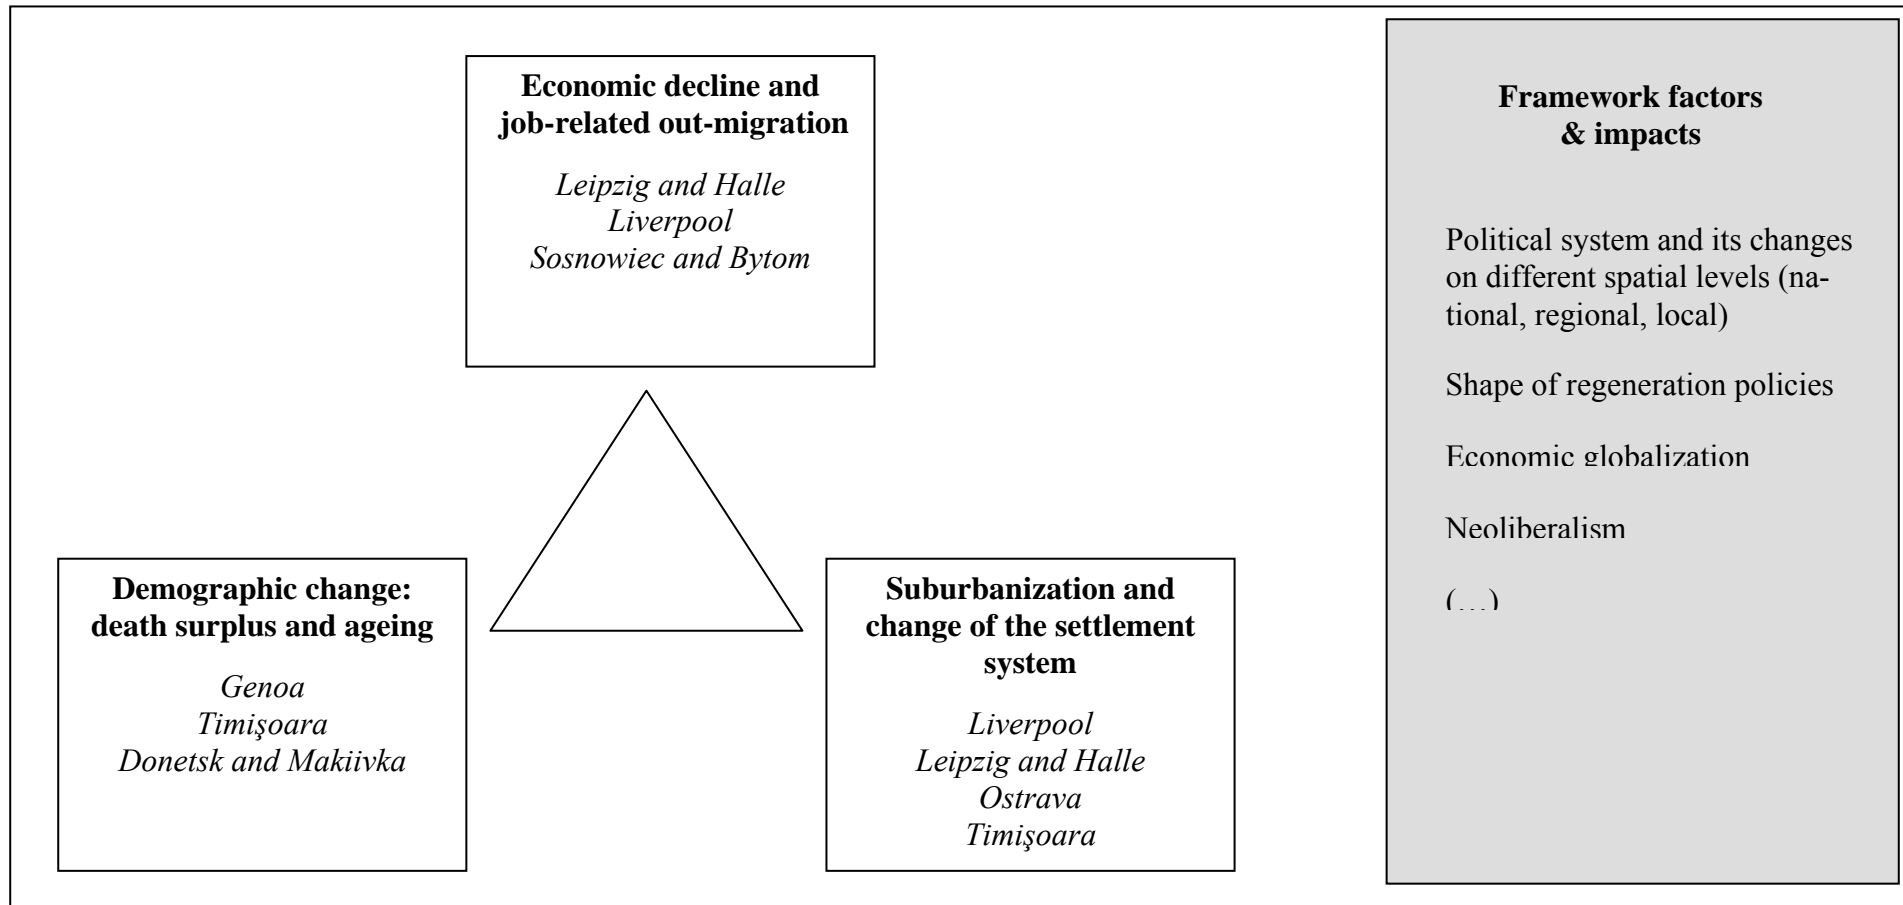 Economic decline and
job-related out-migration
Leipzig and Halle
Liverpool
Sosnowiec and Bytom
Demographic change:
death surplus and ageing
Genoa
Timişoara
Donetsk and Makiivka
Suburbanization and
change of the settlement
system
Liverpool
Leipzig and Halle
Ostrava
Timişoara
Framework factors
& impacts
Political system and its changes
on different spatial levels (na-
tional, regional, local)
Shape of regeneration policies
Economic globalization
Neoliberalism
(…)